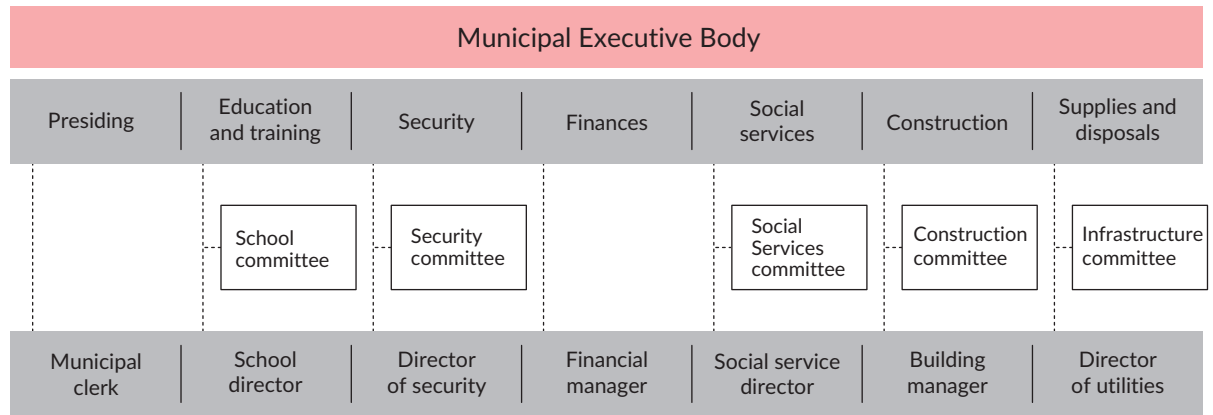 Municipal Executive Body
Presiding
Education
and training
Security
Finances
Social
services
Construction
Supplies and
disposals
School
committee
Security
committee
Social
Services
committee
Construction
committee
Infrastructure
committee
Municipal
clerk
School
director
Director
of security
Financial
manager
Social service
director
Building
manager
Director
of utilities